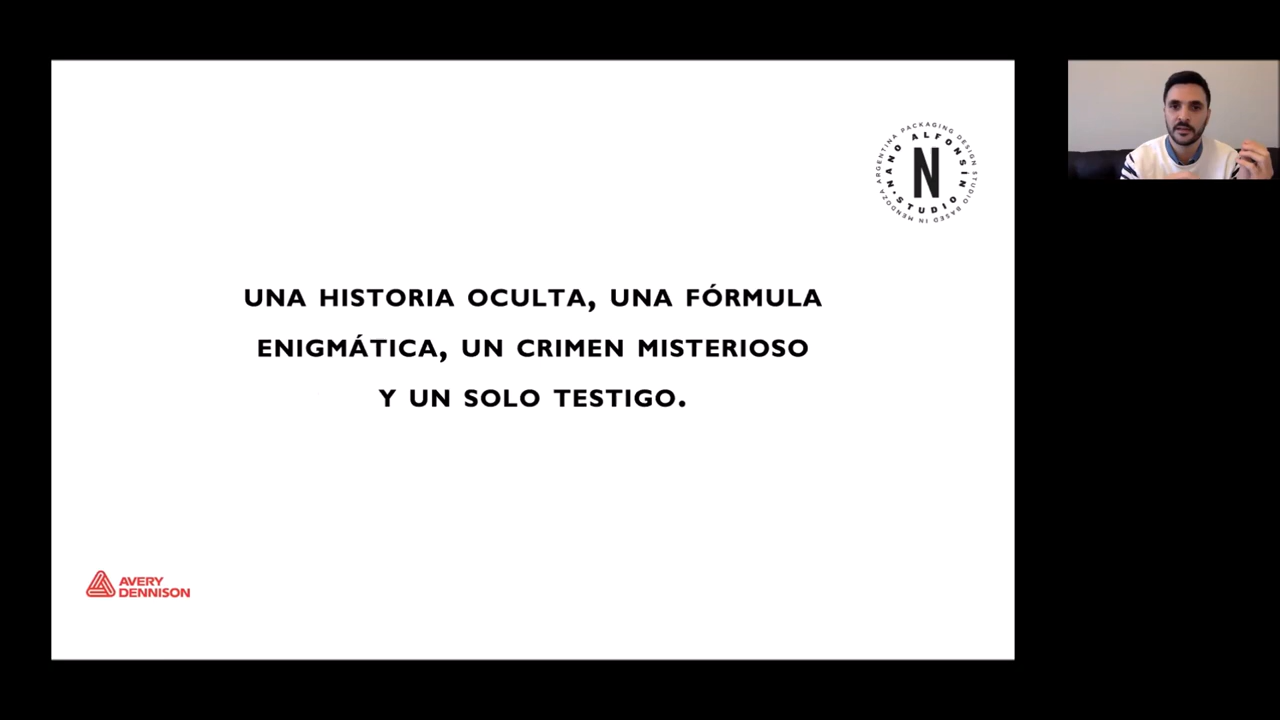 ARGENTINA PACKAGING DESIGN STUDIO BASED IN MENDOZA
NANO ALFONSÍN
STUDIO
N
UNA HISTORIA OCULTA, UNA FÓRMULA
ENIGMÁTICA, UN CRIMEN MISTERIOSO
Y UN SOLO TESTIGO.
AVERY
DENNISON